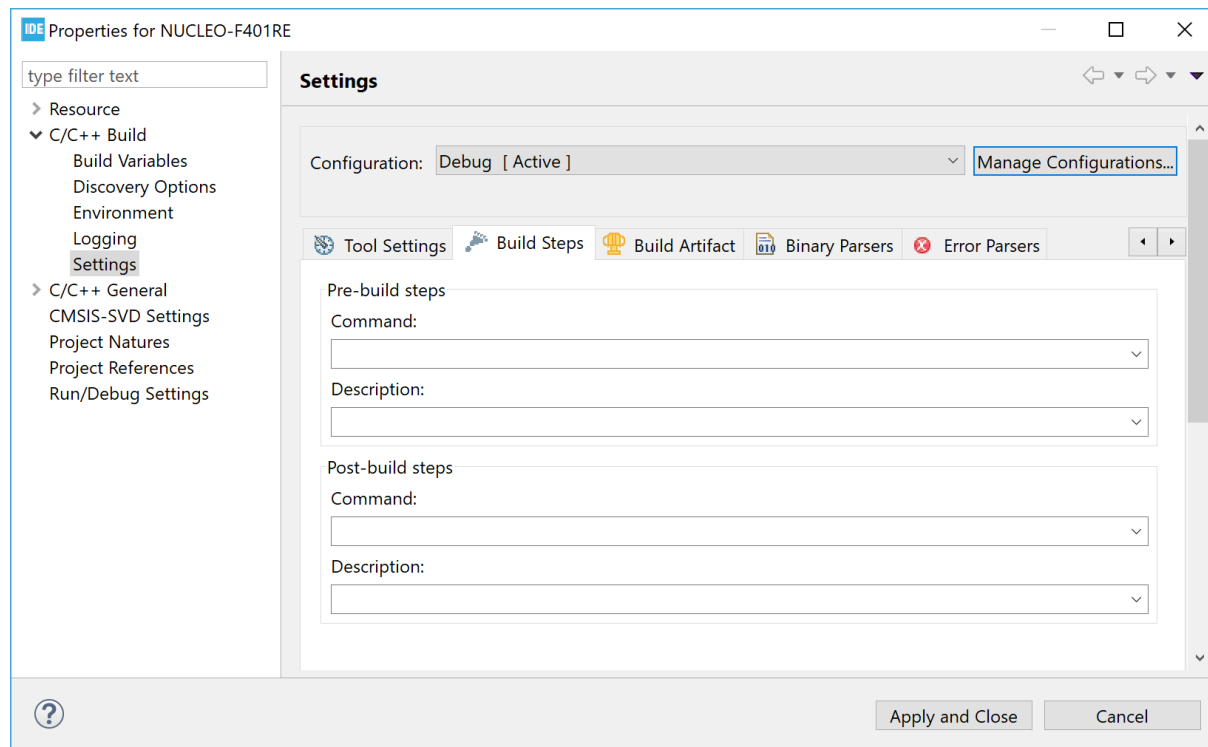 IDE Properties for NUCLEO-F401RE
type filter text
Resource
C/C++ Build
Build Variables
Discovery Options
Environment
Logging
Settings
C/C++ General
CMSIS-SVD Settings
Project Natures
Project References
Run/Debug Settings
Settings
Configuration: Debug [ Active ] Manage Configurations...
Tool Settings Build Steps Build Artifact 010 Binary Parsers Error Parsers
Pre-build steps
Command:
Description:
Post-build steps
Command:
Description:
? Apply and Close Cancel